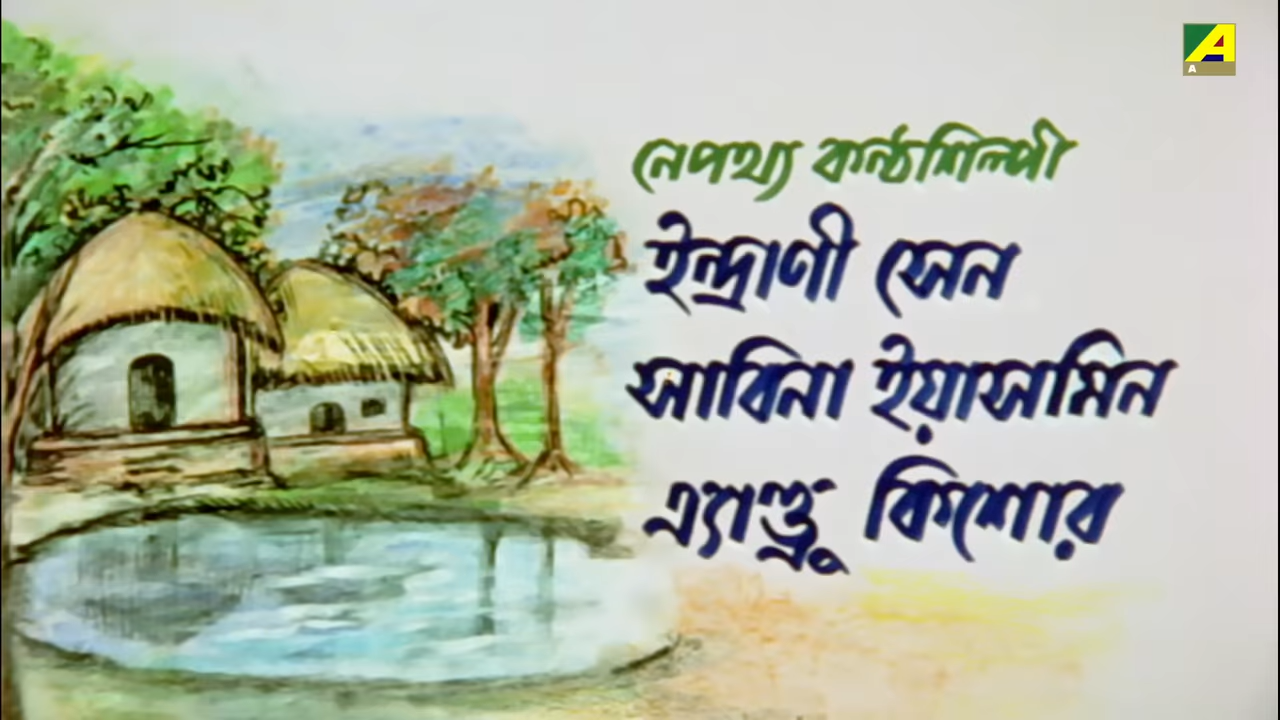 নেপথ্য কন্ঠশিল্পী
ইন্দ্রাণী সেন
সাবিনা ইয়াসমিন
এ্যান্ড্রু কিশোর
A